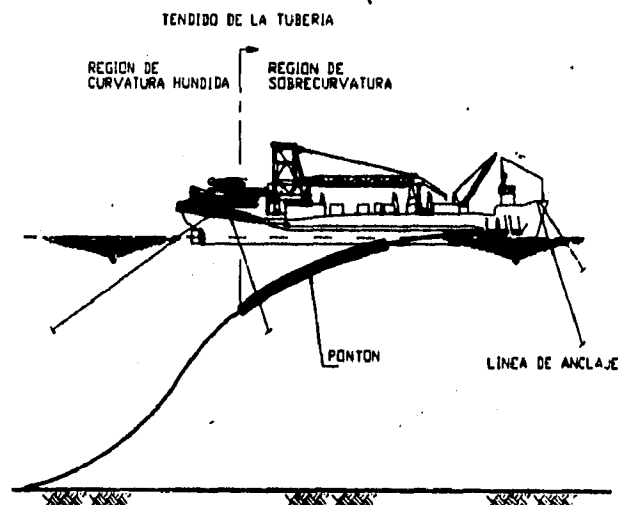 TENDIDO DE LA TUBERIA
REGION DE
CURVATURA HUNDIDA
REGION DE
SOBRECURVATURA
PONTON
LINEA DE ANCLAJE